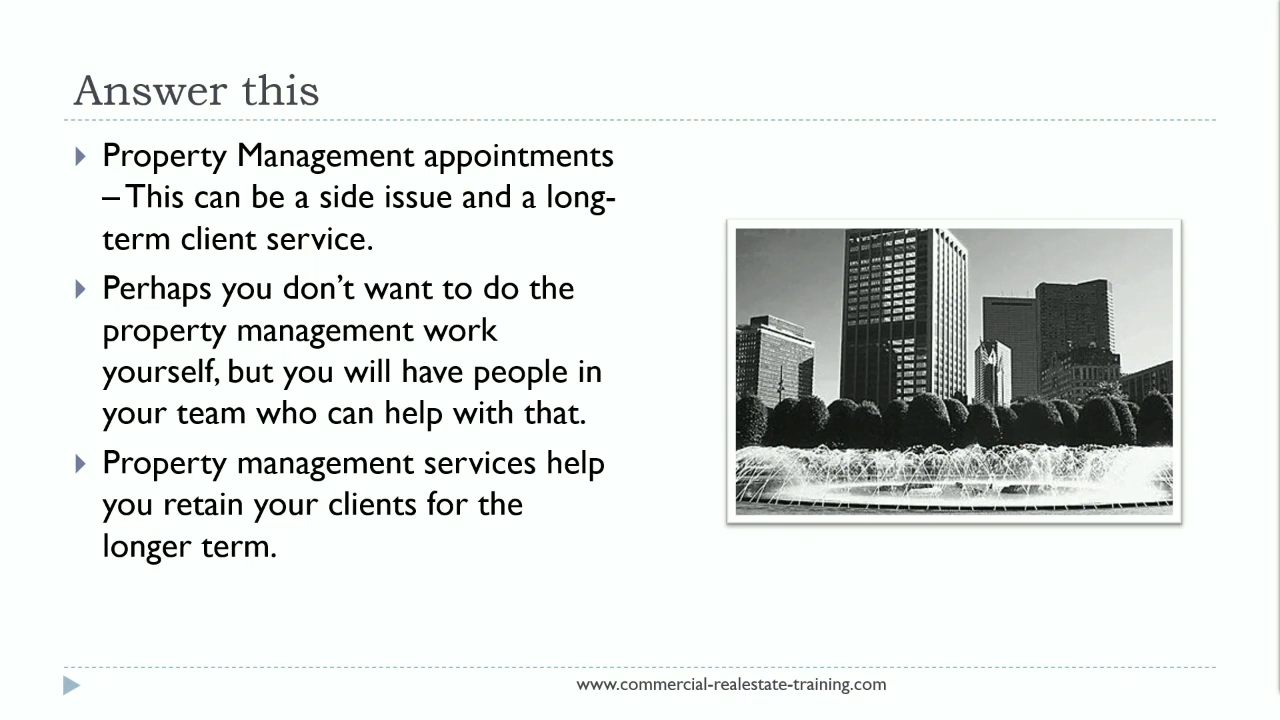 Answer this
Property Management appointments
– This can be a side issue and a long-
term client service.
Perhaps you don’t want to do the
property management work
yourself, but you will have people in
your team who can help with that.
Property management services help
you retain your clients for the
longer term.
www.commercial-realestate-training.com